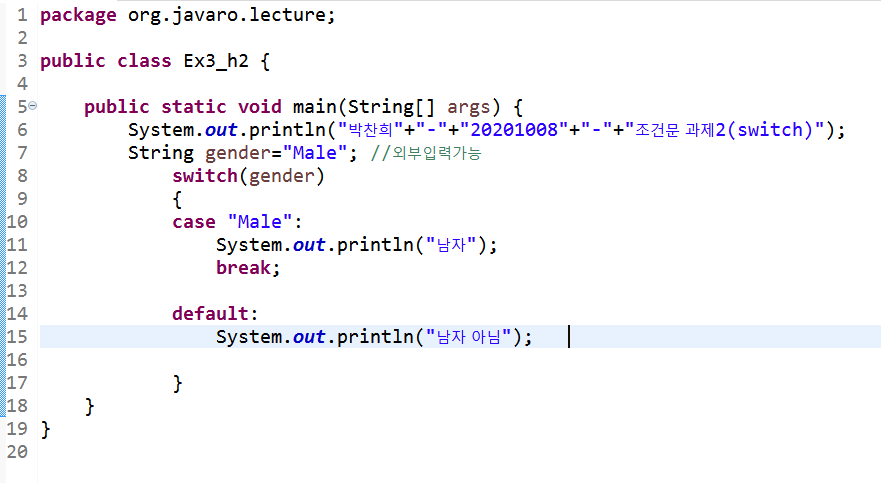 1 package org.javaro.lecture;
2
3 public class Ex3_h2 {
4
5 public static void main(String[] args) {
6 System.out.println("박찬희"+"-"+"20201008"+"-"+"조건문 과제2(switch)");
7 String gender="Male"; //외부입력가능
8 switch(gender)
9 {
10 case "Male":
11 System.out.println("남자");
12 break;
13
14 default:
15 System.out.println("남자 아님");
16
17 }
18 }
19 }
20